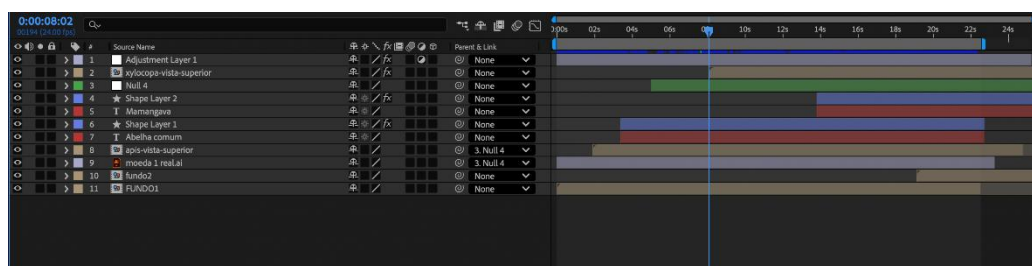 0:00:08:02
00194 (24.00 fps)
# Source Name Parent & Link
00s 02s 04s 06s 10s 12s 14s 16s 18s 20s 22s 24s
1 Adjustment Layer 1 fx None
2 xylocopa-vista-superior fx None
3 Null 4 None
4 Shape Layer 2 fx None
5 T Mamangava None
6 Shape Layer 1 fx None
7 T Abelha comum None
8 apis-vista-superior 3. Null 4
9 moeda 1 real.ai 3. Null 4
10 fundo2 None
11 FUNDO1 None